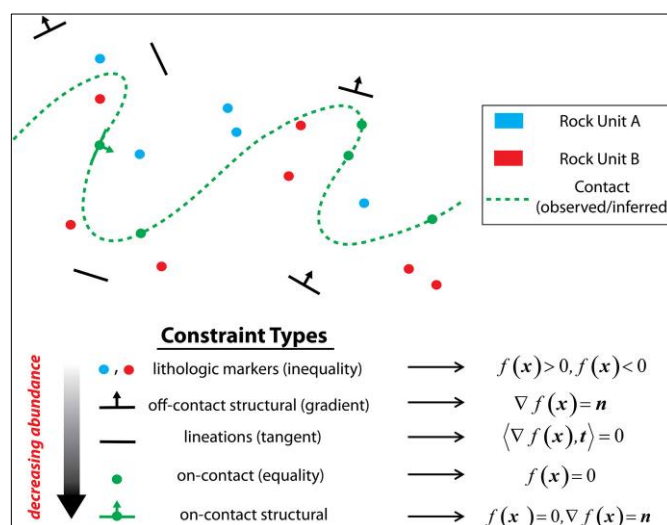 Rock Unit A
Rock Unit B
Contact
(observed/inferred)
Constraint Types
decreasing abundance
, lithologic markers (inequality) f(x)>0, f(x)<0
off-contact structural (gradient) ∇f(x)=n
lineations (tangent) ⟨∇f(x),t⟩=0
on-contact (equality) f(x)=0
on-contact structural f(x )=0,∇f(x)=n